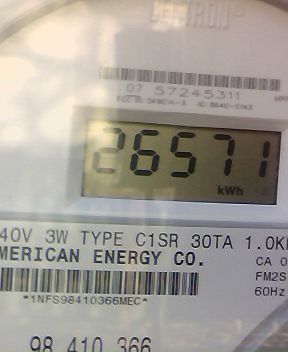 CENTRON®
07 57245311
26571
kWh
40V 3W TYPE C1SR 30TA 1.0K
MERICAN ENERGY CO.
CA 0
FM2S
60Hz
*1NFS98410366MEC*
98 410 366